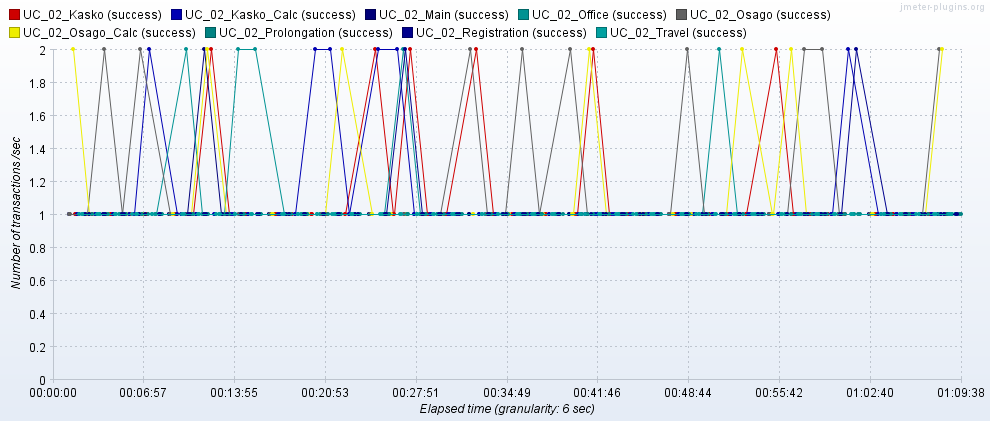 jmeter-plugins.org
UC_02_Kasko (success) UC_02_Kasko_Calc (success) UC_02_Main (success) UC_02_Office (success) UC_02_Osago (success)
UC_02_Osago_Calc (success) UC_02_Prolongation (success) UC_02_Registration (success) UC_02_Travel (success)
Number of transactions /sec
2
1.8
1.6
1.4
1.2
1
0.8
0.6
0.4
0.2
0
00:00:00 00:06:57 00:13:55 00:20:53 00:27:51 00:34:49 00:41:46 00:48:44 00:55:42 01:02:40 01:09:38
Elapsed time (granularity: 6 sec)